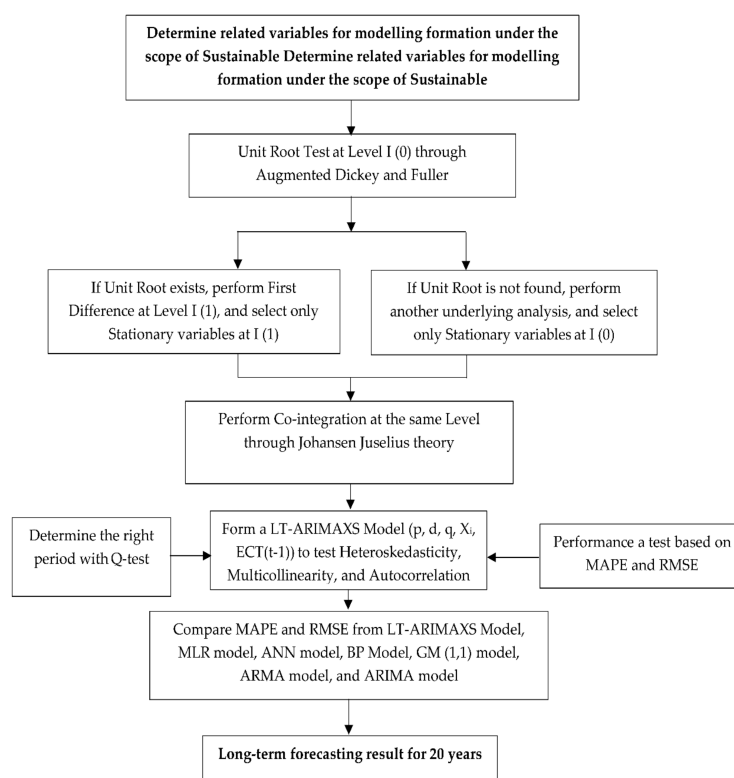 Determine related variables for modelling formation under the
scope of Sustainable Determine related variables for modelling
formation under the scope of Sustainable
Unit Root Test at Level I (0) through
Augmented Dickey and Fuller
If Unit Root exists, perform First
Difference at Level I (1), and select only
Stationary variables at I (1)
If Unit Root is not found, perform
another underlying analysis, and select
only Stationary variables at I (0)
Perform Co-integration at the same Level
through Johansen Juselius theory
Determine the right
period with Q-test
Form a LT-ARIMAXS Model (p, d, q, Xi,
ECT(t-1)) to test Heteroskedasticity,
Multicollinearity, and Autocorrelation
Performance a test based on
MAPE and RMSE
Compare MAPE and RMSE from LT-ARIMAXS Model,
MLR model, ANN model, BP Model, GM (1,1) model,
ARMA model, and ARIMA model
Long-term forecasting result for 20 years